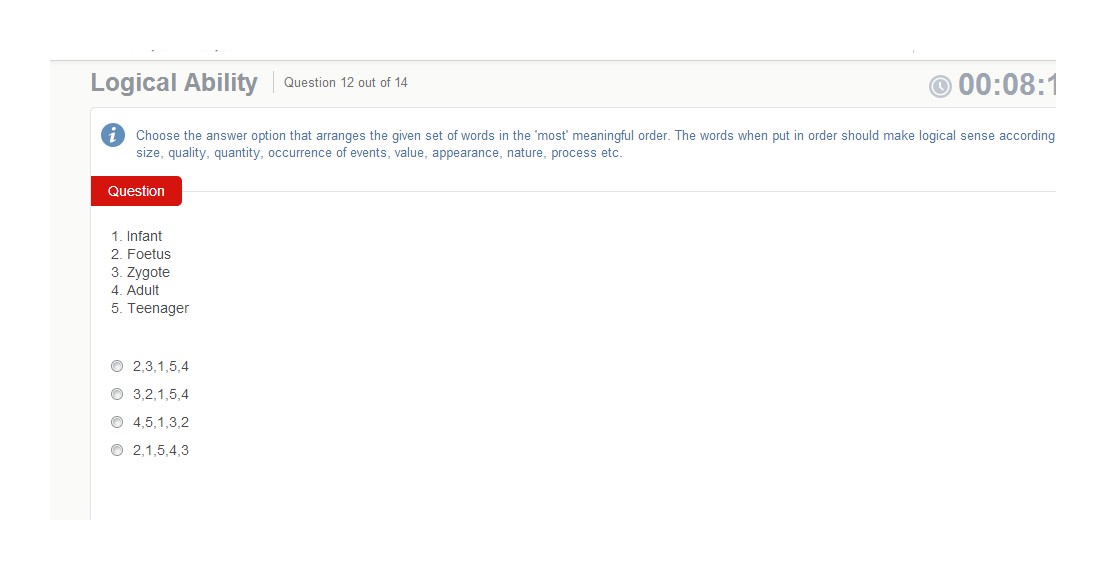 Logical Ability
Question 12 out of 14
00:08:1
Choose the answer option that arranges the given set of words in the 'most' meaningful order. The words when put in order should make logical sense according
size, quality, quantity, occurrence of events, value, appearance, nature, process etc.
Question
1. Infant
2. Foetus
3. Zygote
4. Adult
5. Teenager
2,3,1,5,4
3,2,1,5,4
4,5,1,3,2
2,1,5,4,3